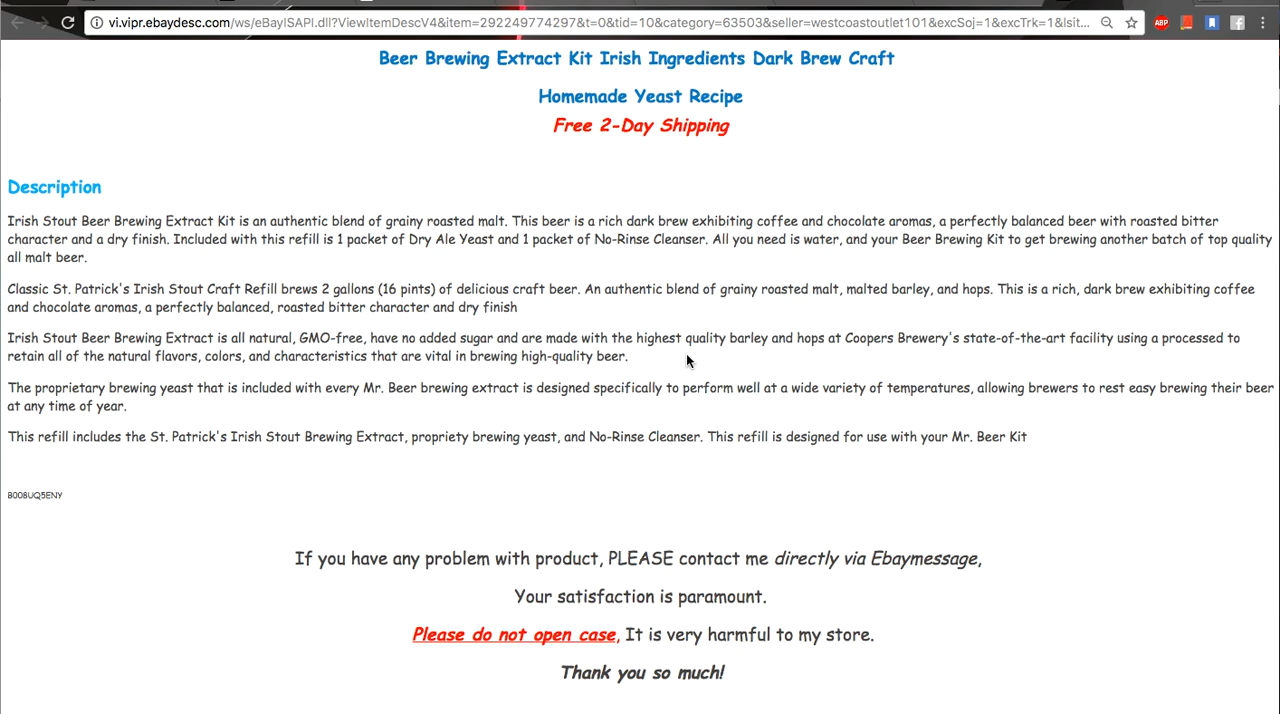 vi.vipr.ebaydesc.com/ws/eBayISAPI.dll?ViewItemDescV4&item=292249774297&t=0&tid=10&category=63503&seller=westcoastoutlet101&excSoj=1&excTrk=1&lsit...
ABP
Beer Brewing Extract Kit Irish Ingredients Dark Brew Craft
Homemade Yeast Recipe
Free 2-Day Shipping
Description
Irish Stout Beer Brewing Extract Kit is an authentic blend of grainy roasted malt. This beer is a rich dark brew exhibiting coffee and chocolate aromas, a perfectly balanced beer with roasted bitter
character and a dry finish. Included with this refill is 1 packet of Dry Ale Yeast and 1 packet of No-Rinse Cleanser. All you need is water, and your Beer Brewing Kit to get brewing another batch of top quality
all malt beer.
Classic St. Patrick's Irish Stout Craft Refill brews 2 gallons (16 pints) of delicious craft beer. An authentic blend of grainy roasted malt, malted barley, and hops. This is a rich, dark brew exhibiting coffee
and chocolate aromas, a perfectly balanced, roasted bitter character and dry finish
Irish Stout Beer Brewing Extract is all natural, GMO-free, have no added sugar and are made with the highest quality barley and hops at Coopers Brewery's state-of-the-art facility using a processed to
retain all of the natural flavors, colors, and characteristics that are vital in brewing high-quality beer.
The proprietary brewing yeast that is included with every Mr. Beer brewing extract is designed specifically to perform well at a wide variety of temperatures, allowing brewers to rest easy brewing their beer
at any time of year.
This refill includes the St. Patrick's Irish Stout Brewing Extract, propriety brewing yeast, and No-Rinse Cleanser. This refill is designed for use with your Mr. Beer Kit
B008UQ5ENY
If you have any problem with product, PLEASE contact me directly via Ebaymessage,
Your satisfaction is paramount.
Please do not open case, It is very harmful to my store.
Thank you so much!